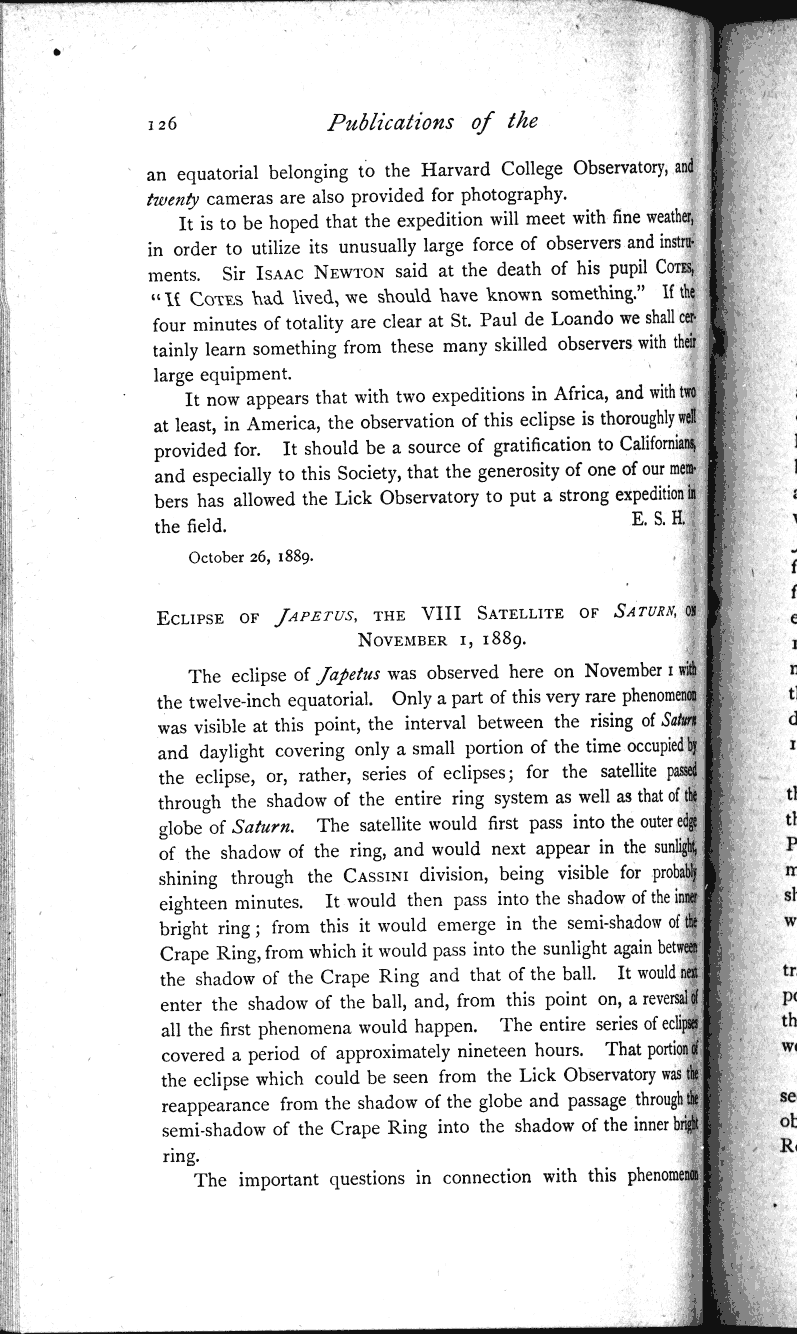 126 Publications of the
an equatorial belonging to the Harvard College Observatory, and
twenty cameras are also provided for photography.
It is to be hoped that the expedition will meet with fine weather,
in order to utilize its unusually large force of observers and instru-
ments. Sir ISAAC NEWTON said at the death of his pupil COTES,
“If COTES had lived, we should have known something.” If the
four minutes of totality are clear at St. Paul de Loando we shall cer-
tainly learn something from these many skilled observers with their
large equipment.
It now appears that with two expeditions in Africa, and with two
at least, in America, the observation of this eclipse is thoroughly well
provided for. It should be a source of gratification to Californians,
and especially to this Society, that the generosity of one of our mem-
bers has allowed the Lick Observatory to put a strong expedition in
the field. E. S. H.
October 26, 1889.
ECLIPSE OF JAPETUS, THE VIII SATELLITE OF SATURN, ON
NOVEMBER 1, 1889.
The eclipse of Japetus was observed here on November 1 with
the twelve-inch equatorial. Only a part of this very rare phenomenon
was visible at this point, the interval between the rising of Saturn
and daylight covering only a small portion of the time occupied by
the eclipse, or, rather, series of eclipses; for the satellite passed
through the shadow of the entire ring system as well as that of the
globe of Saturn. The satellite would first pass into the outer edge
of the shadow of the ring, and would next appear in the sunlight,
shining through the CASSINI division, being visible for probably
eighteen minutes. It would then pass into the shadow of the inner
bright ring; from this it would emerge in the semi-shadow of the
Crape Ring, from which it would pass into the sunlight again between
the shadow of the Crape Ring and that of the ball. It would next
enter the shadow of the ball, and, from this point on, a reversal of
all the first phenomena would happen. The entire series of eclipses
covered a period of approximately nineteen hours. That portion of
the eclipse which could be seen from the Lick Observatory was the
reappearance from the shadow of the globe and passage through the
semi-shadow of the Crape Ring into the shadow of the inner bright
ring.
The important questions in connection with this phenomenon